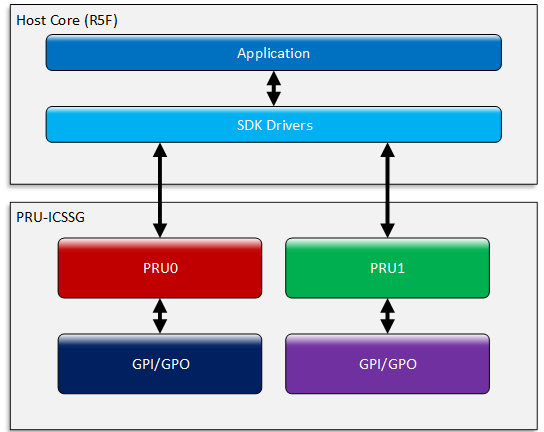 Host Core (R5F)
Application
SDK Drivers
PRU-ICSSG
PRU0
PRU1
GPI/GPO
GPI/GPO